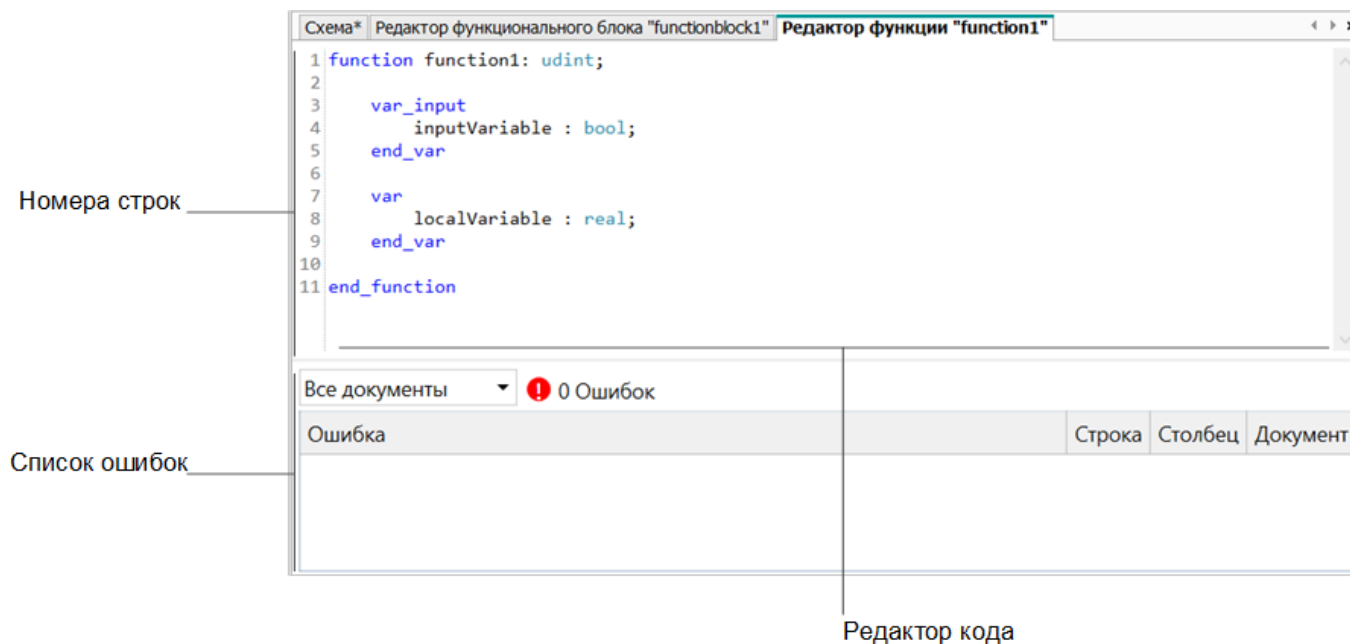 Схема* Редактор функционального блока "functionblock1" Редактор функции "function1"
1 function function1: udint;
2
3 var_input
4 inputVariable : bool;
5 end_var
6
7 var
8 localVariable : real;
9 end_var
10
11 end_function
Номера строк
Все документы 0 Ошибок
Ошибка Строка Столбец Документ
Список ошибок
Редактор кода